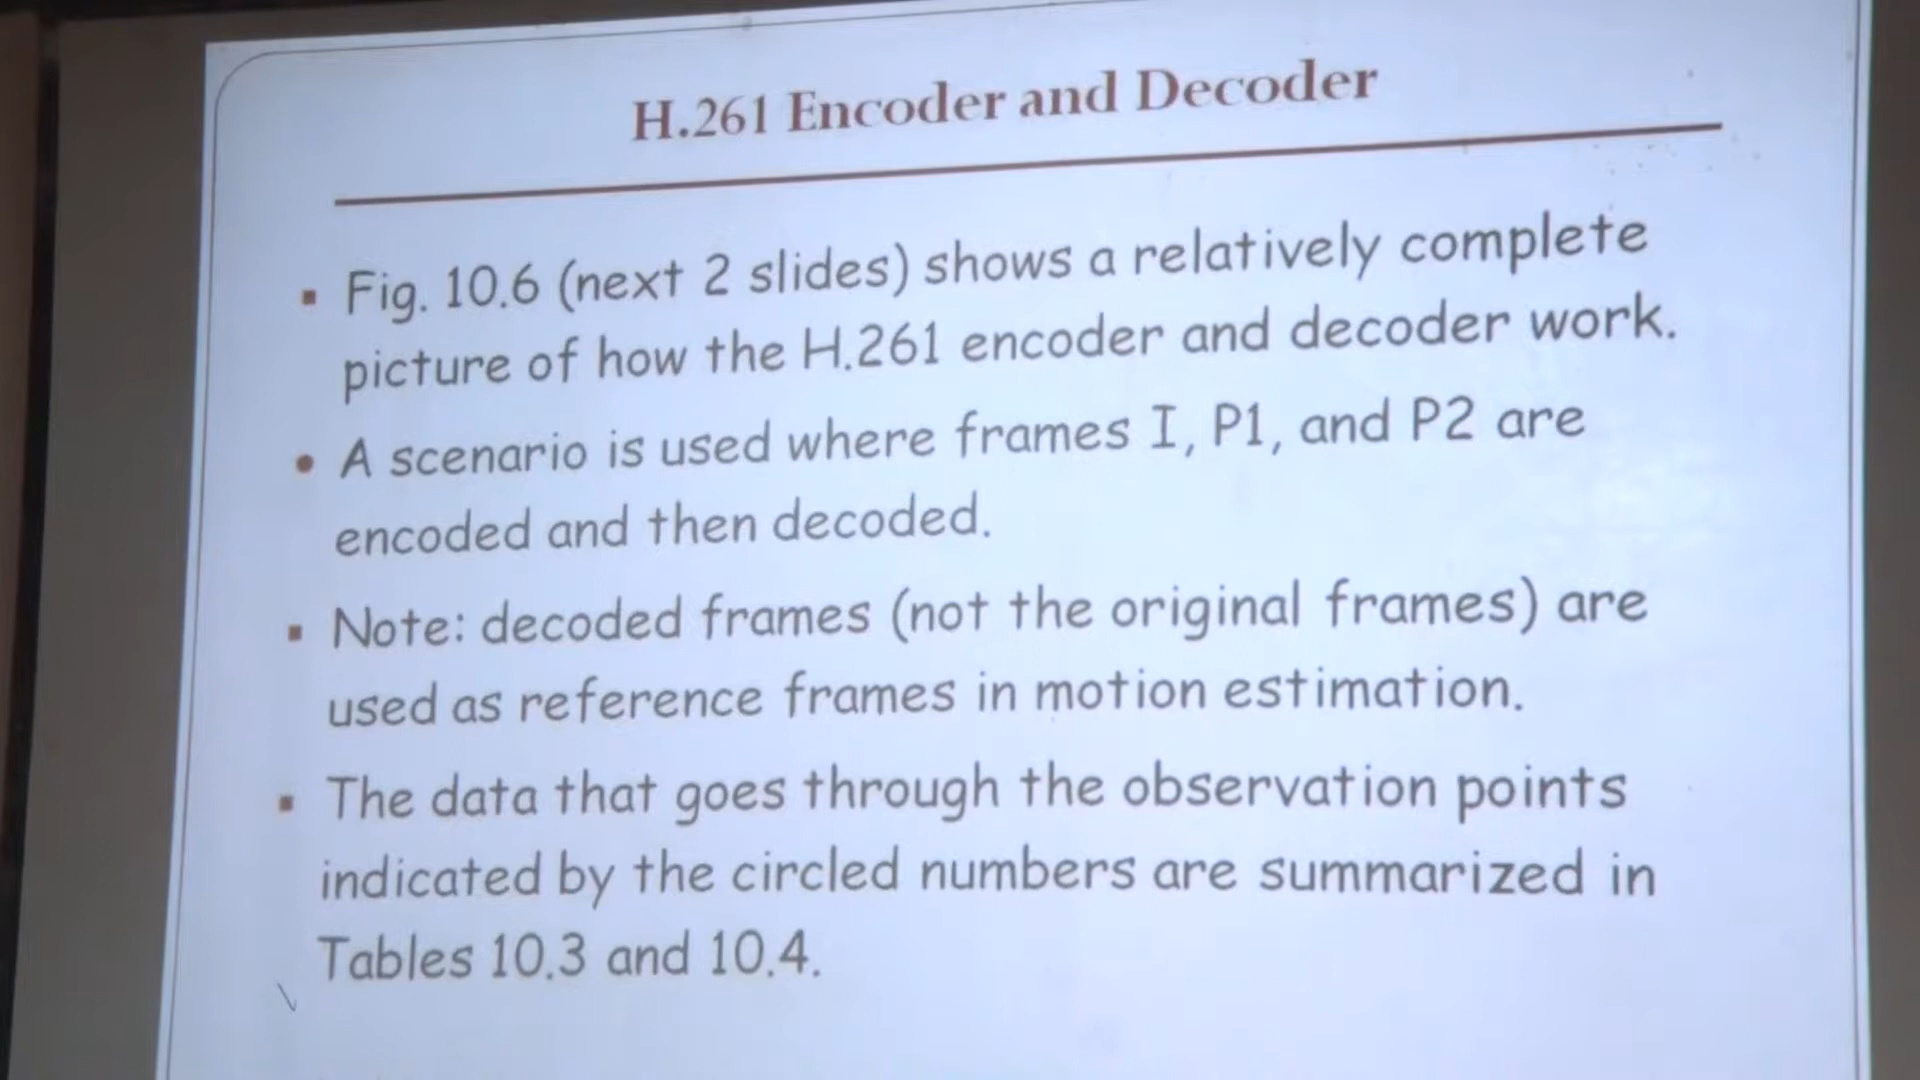 H.261 Encoder and Decoder
▪ Fig. 10.6 (next 2 slides) shows a relatively complete
picture of how the H.261 encoder and decoder work.
• A scenario is used where frames I, P1, and P2 are
encoded and then decoded.
▪ Note: decoded frames (not the original frames) are
used as reference frames in motion estimation.
▪ The data that goes through the observation points
indicated by the circled numbers are summarized in
Tables 10.3 and 10.4.